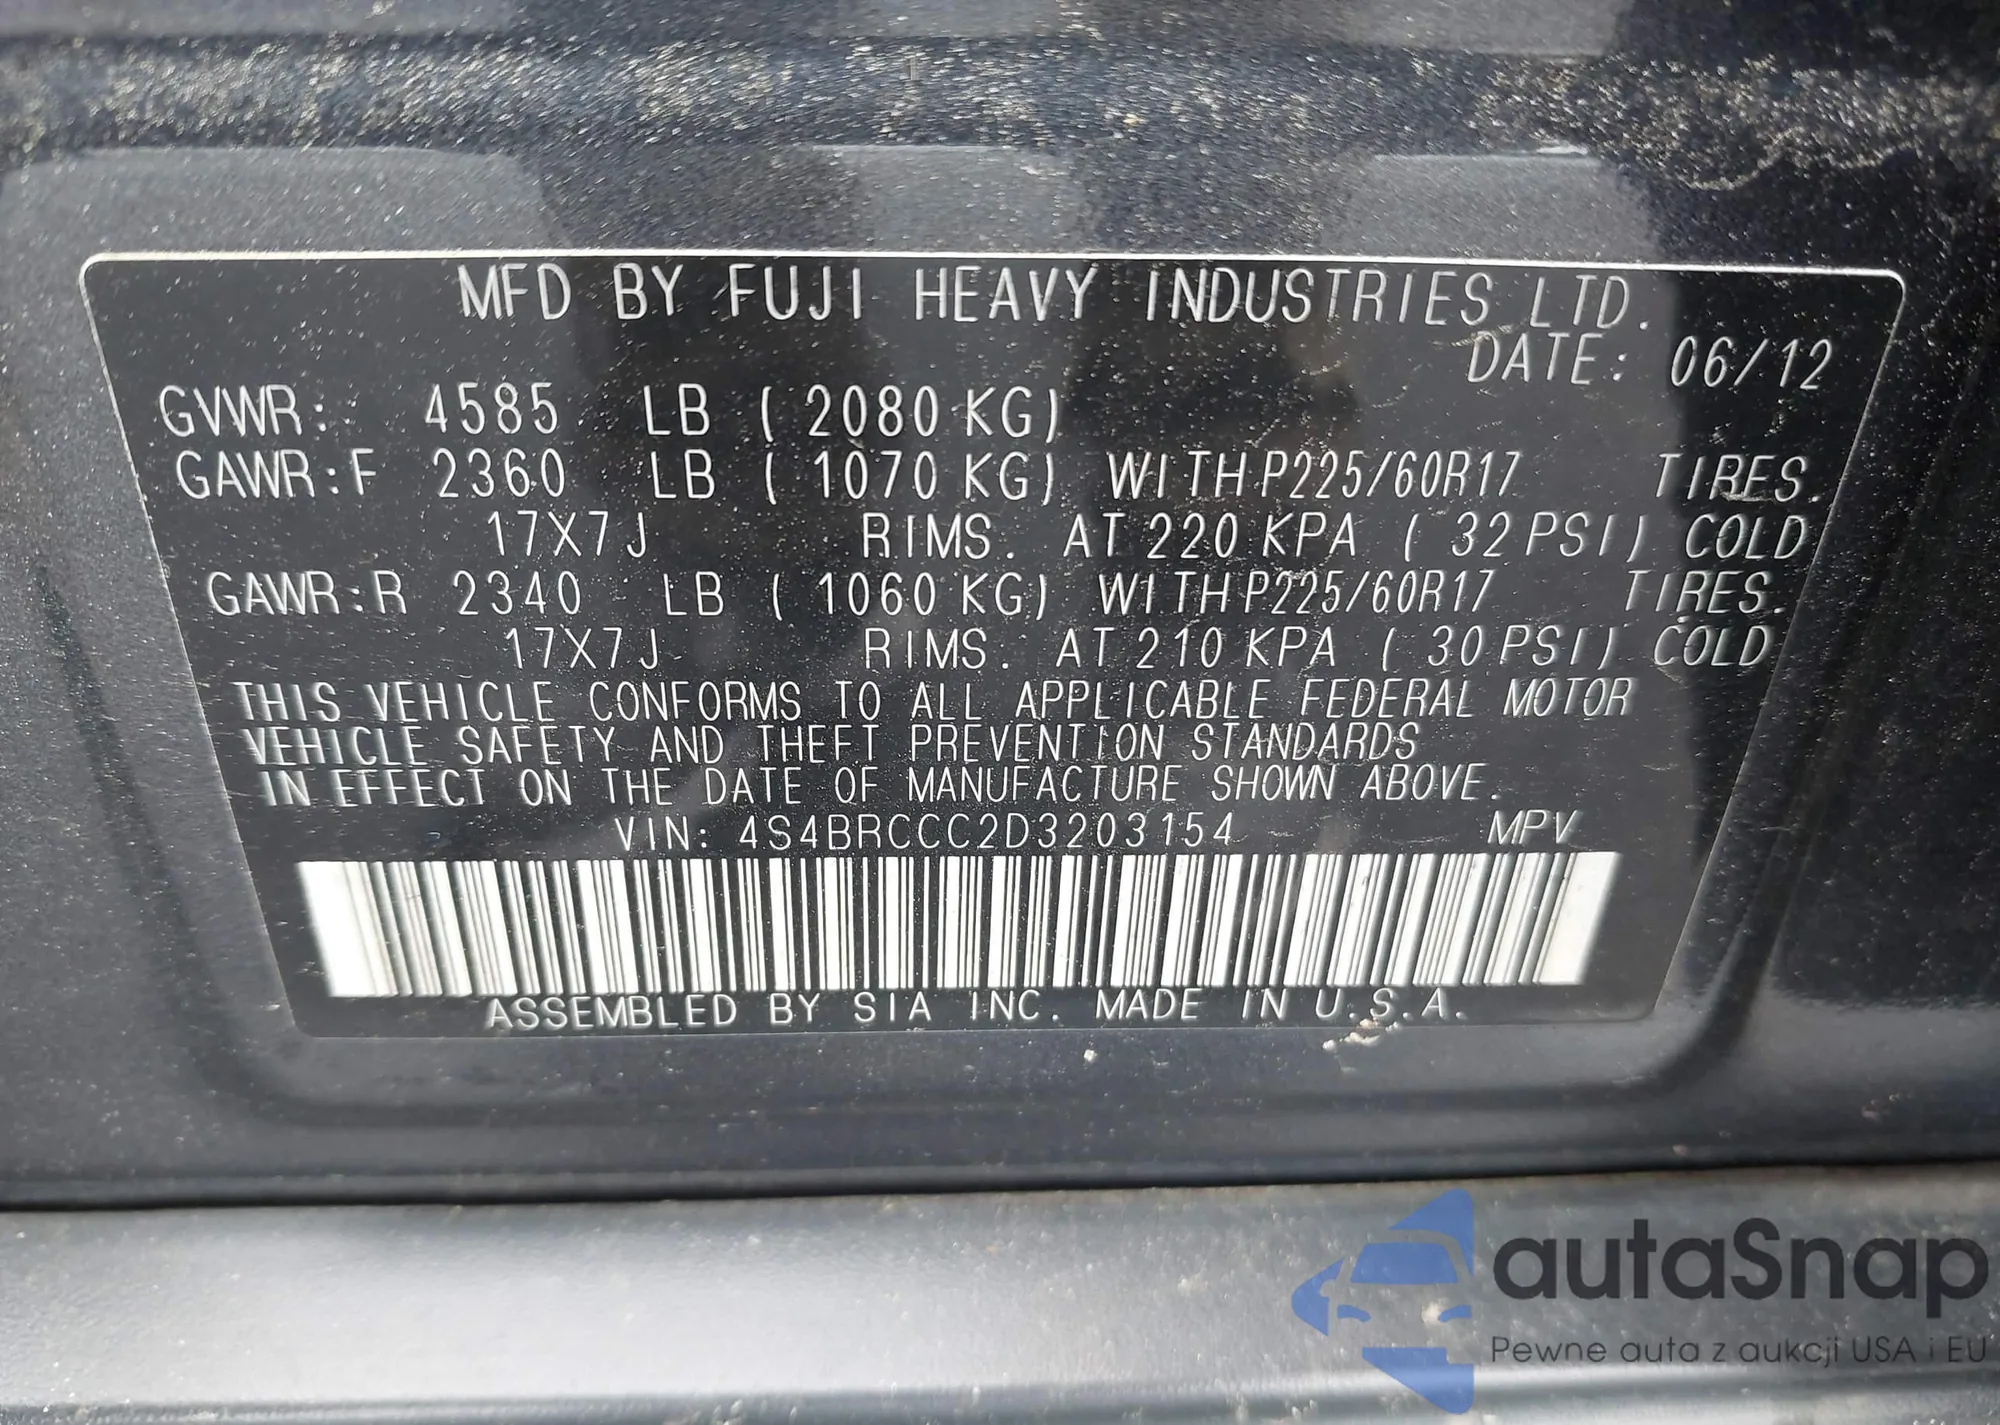 MFD BY FUJI HEAVY INDUSTRIES LTD.
DATE: 06/12
GVWR: 4585 LB ( 2080 KG)
GAWR:F 2360 LB ( 1070 KG) WITH P225/60R17 TIRES.
17X7J RIMS. AT 220 KPA ( 32 PSI) COLD
GAWR:R 2340 LB ( 1060 KG) WITH P225/60R17 TIRES.
17X7J RIMS. AT 210 KPA ( 30 PSI) COLD
THIS VEHICLE CONFORMS TO ALL APPLICABLE FEDERAL MOTOR
VEHICLE SAFETY AND THEFT PREVENTION STANDARDS
IN EFFECT ON THE DATE OF MANUFACTURE SHOWN ABOVE.
VIN: 4S4BRCCC2D3203154 MPV
ASSEMBLED BY SIA INC. MADE IN U.S.A.
autaSnap
Pewne auta z aukcji USA i EU